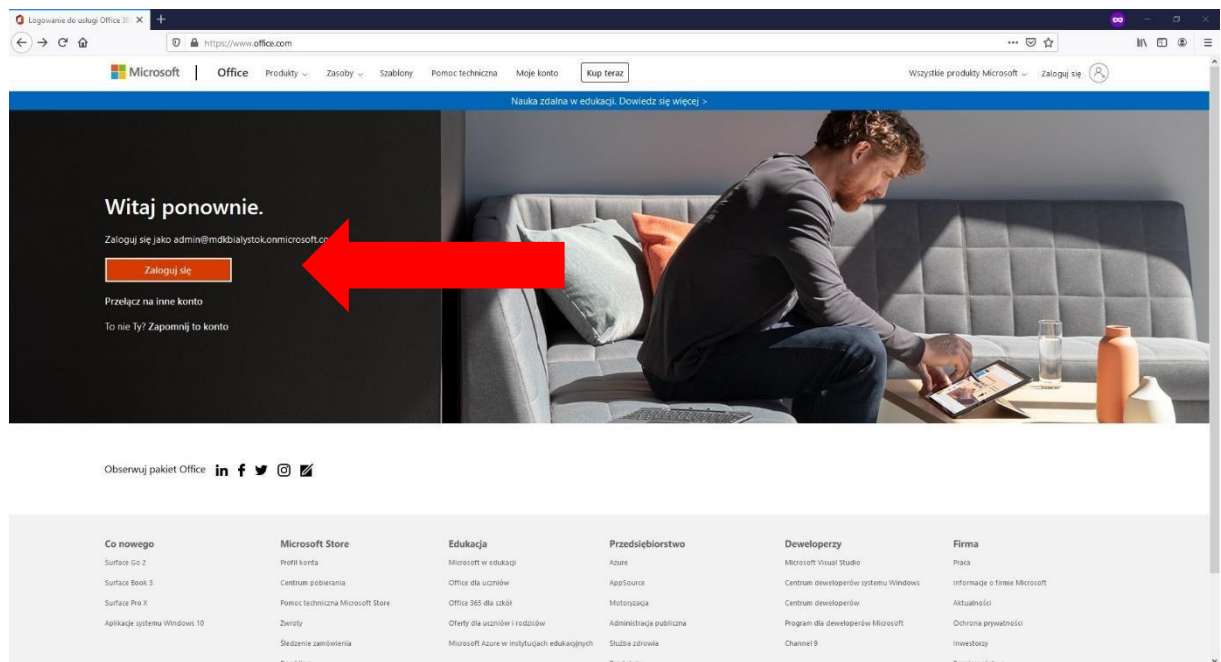 Logowanie do usługi Office 36
https://www.office.com
Microsoft
Office
Produkty
Zasoby
Szablony
Pomoc techniczna
Moje konto
Kup teraz
Wszystkie produkty Microsoft
Zaloguj się
Nauka zdalna w edukacji. Dowiedz się więcej >
Witaj ponownie.
Zaloguj się jako admin@mdkbialystok.onmicrosoft.co
Zaloguj się
Przełącz na inne konto
To nie Ty? Zapomnij to konto
Obserwuj pakiet Office
Co nowego
Surface Go 2
Surface Book 3
Surface Pro X
Aplikacje systemu Windows 10
Microsoft Store
Profil konta
Centrum pobierania
Pomoc techniczna Microsoft Store
Zwroty
Śledzenie zamówienia
Edukacja
Microsoft w edukacji
Office dla uczniów
Office 365 dla szkół
Oferty dla uczniów i rodziców
Microsoft Azure w instytucjach edukacyjnych
Przedsiębiorstwo
Azure
AppSource
Motoryzacja
Administracja publiczna
Służba zdrowia
Deweloperzy
Microsoft Visual Studio
Centrum deweloperów systemu Windows
Centrum deweloperów
Program dla deweloperów Microsoft
Channel 9
Firma
Praca
Informacje o firmie Microsoft
Aktualności
Ochrona prywatności
Inwestorzy